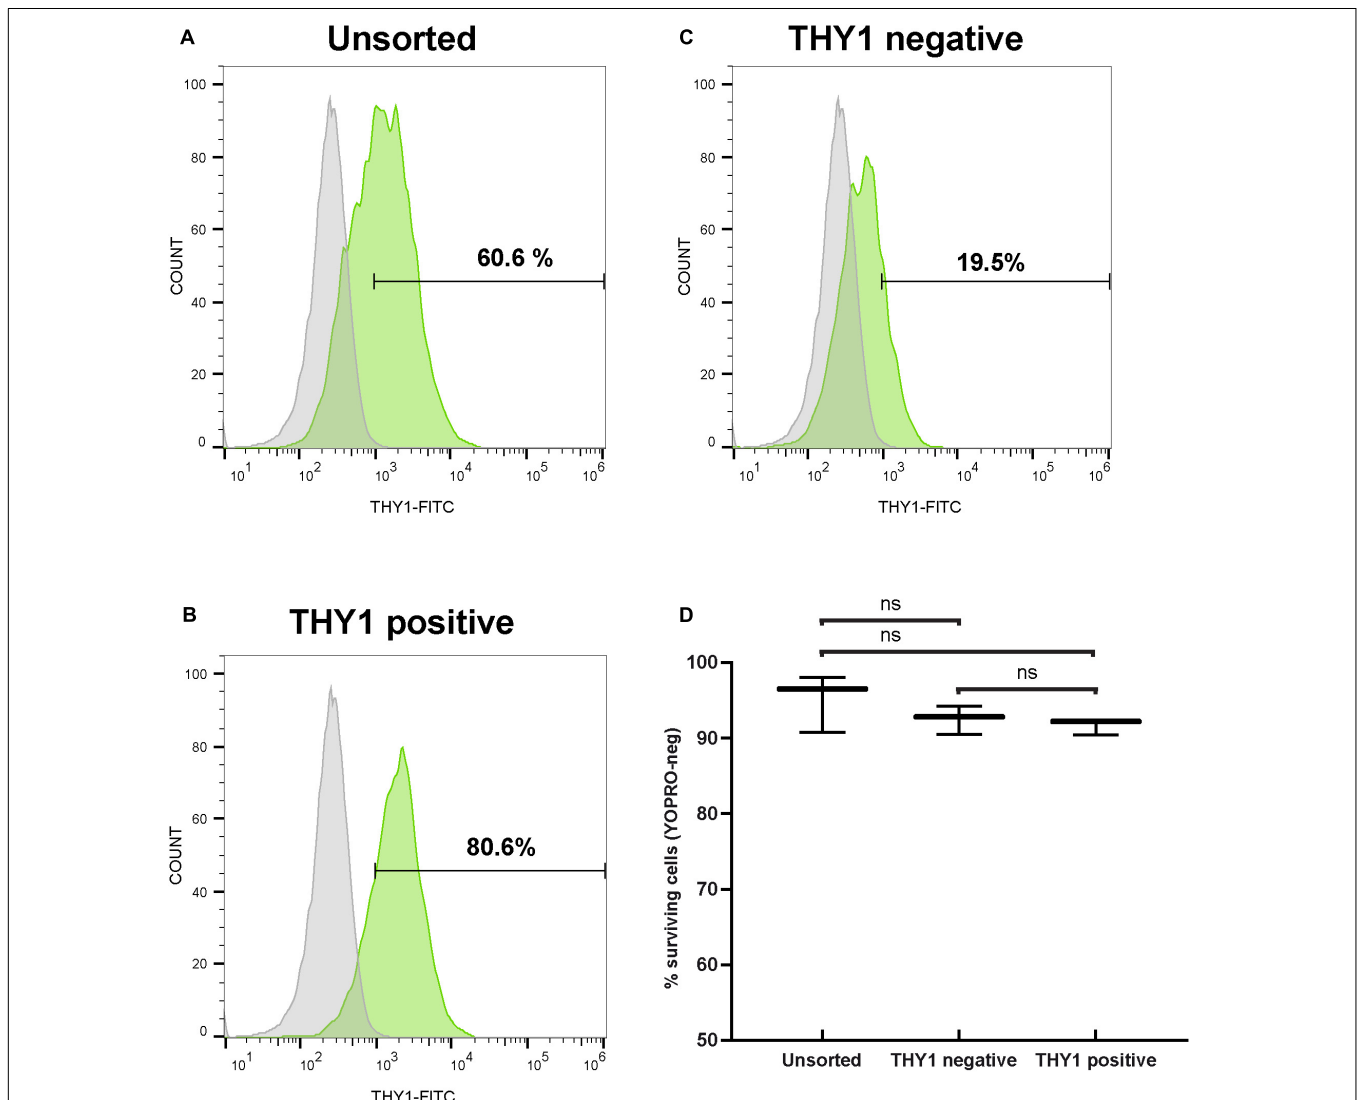 A
Unsorted
100
80
60
40
20
0
COUNT
60.6 %
10^1 10^2 10^3 10^4 10^5 10^6
THY1-FITC
C
THY1 negative
100
80
60
40
20
0
COUNT
19.5%
10^1 10^2 10^3 10^4 10^5 10^6
THY1-FITC
B
THY1 positive
100
80
60
40
20
0
COUNT
80.6%
10^1 10^2 10^3 10^4 10^5 10^6
THY1-FITC
D
ns
ns
ns
100
90
80
70
60
50
% surviving cells (YOPRO-neg)
Unsorted THY1 negative THY1 positive